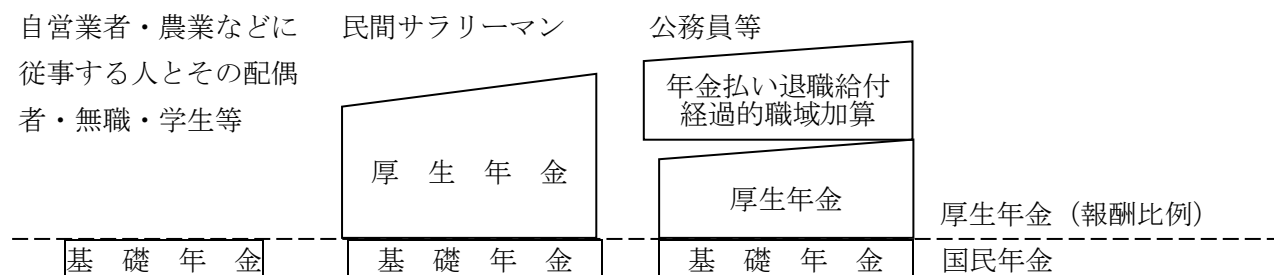 自営業者・農業などに
従事する人とその配偶
者・無職・学生等
民間サラリーマン
公務員等
年金払い退職給付
経過的職域加算
厚生年金
厚生年金
厚生年金（報酬比例）
基礎年金
基礎年金
基礎年金
国民年金